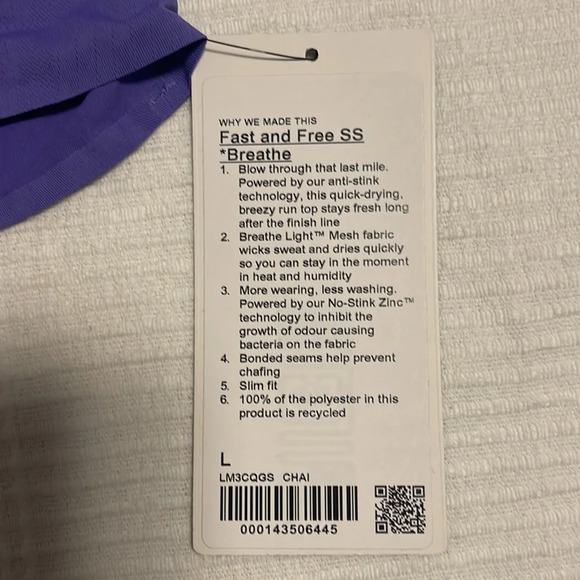 WHY WE MADE THIS
Fast and Free SS
*Breathe
1. Blow through that last mile.
Powered by our anti-stink
technology, this quick-drying,
breezy run top stays fresh long
after the finish line
2. Breathe Light™ Mesh fabric
wicks sweat and dries quickly
so you can stay in the moment
in heat and humidity
3. More wearing, less washing.
Powered by our No-Stink Zinc™
technology to inhibit the
growth of odour causing
bacteria on the fabric
4. Bonded seams help prevent
chafing
5. Slim fit
6. 100% of the polyester in this
product is recycled
L
LM3CQGS CHAI
000143506445